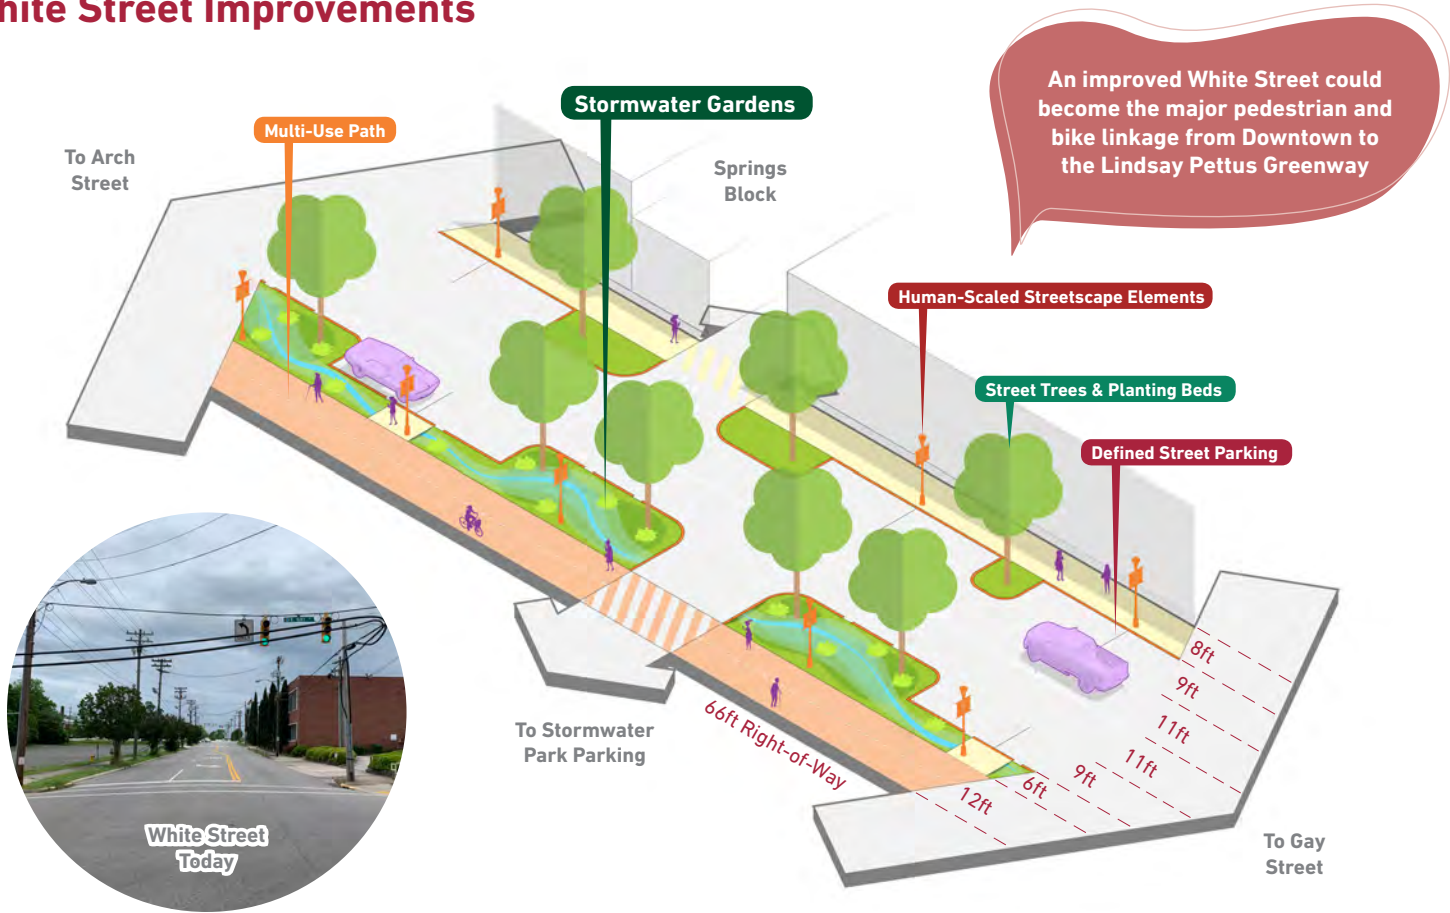 hite Street Improvements
An improved White Street could
become the major pedestrian and
bike linkage from Downtown to
the Lindsay Pettus Greenway
Stormwater Gardens
Multi-Use Path
To Arch
Street
Springs
Block
Human-Scaled Streetscape Elements
Street Trees & Planting Beds
Defined Street Parking
8ft
9ft
11ft
11ft
9ft
6ft
12ft
66ft Right-of-Way
To Stormwater
Park Parking
To Gay
Street
White Street
Today